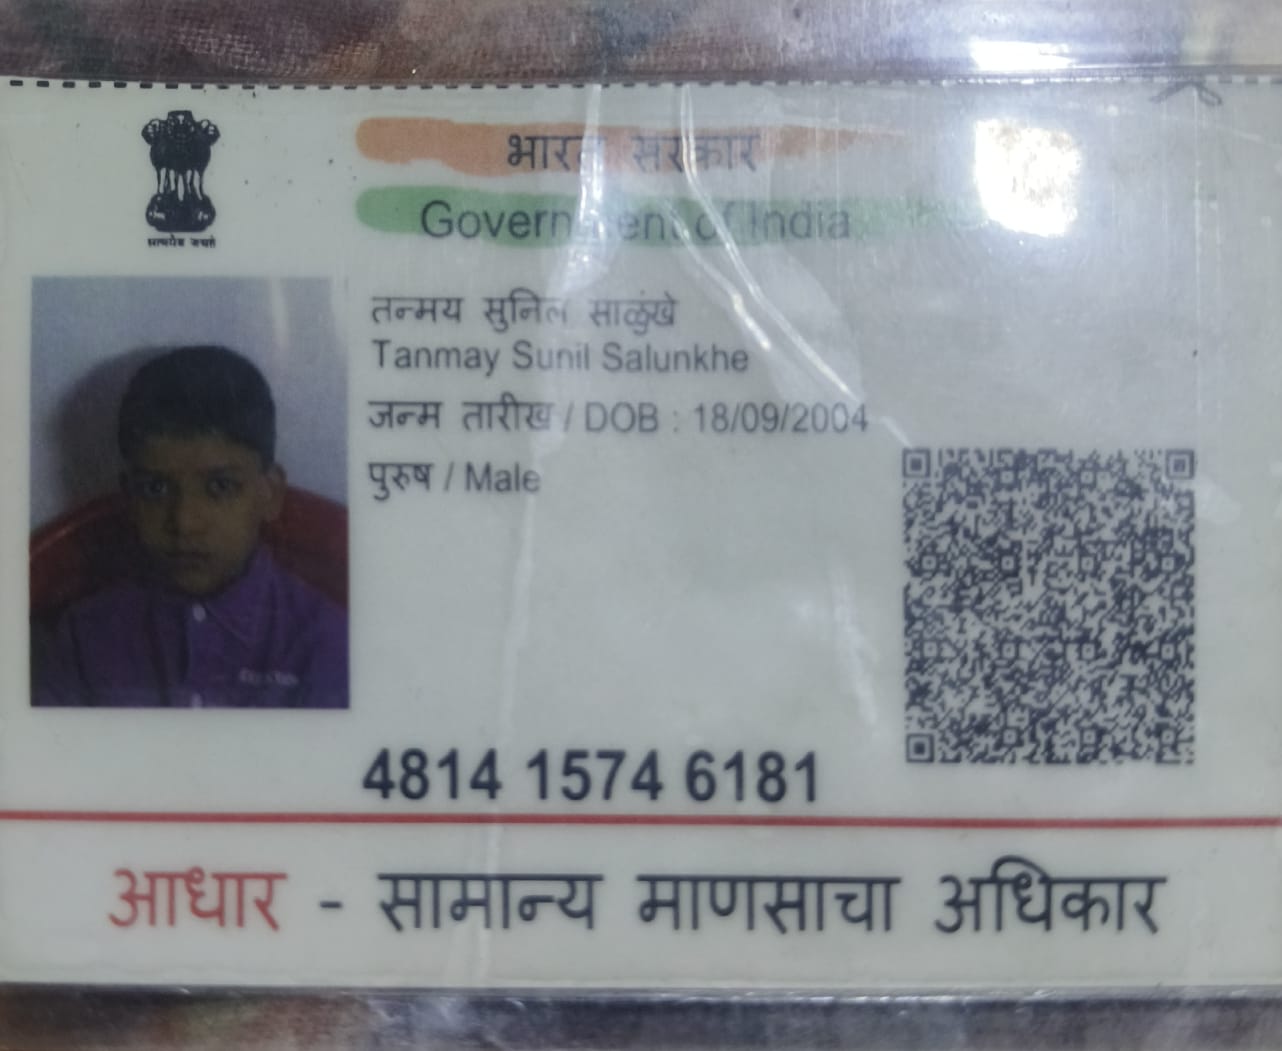 भारत सरकार
Government of India
सत्यमेव जयते
तन्मय सुनिल साळुंखे
Tanmay Sunil Salunkhe
जन्म तारीख / DOB : 18/09/2004
पुरुष / Male
4814 1574 6181
आधार - सामान्य माणसाचा अधिकार